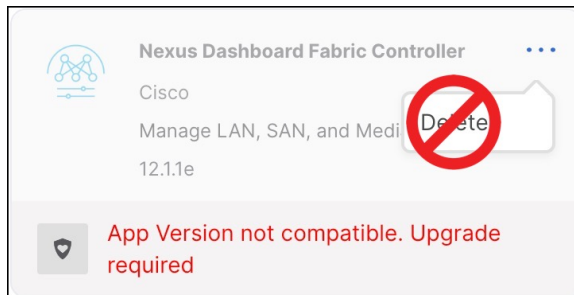 Nexus Dashboard Fabric Controller
Cisco
Manage LAN, SAN, and Medi
Delete
12.1.1e
App Version not compatible. Upgrade
required